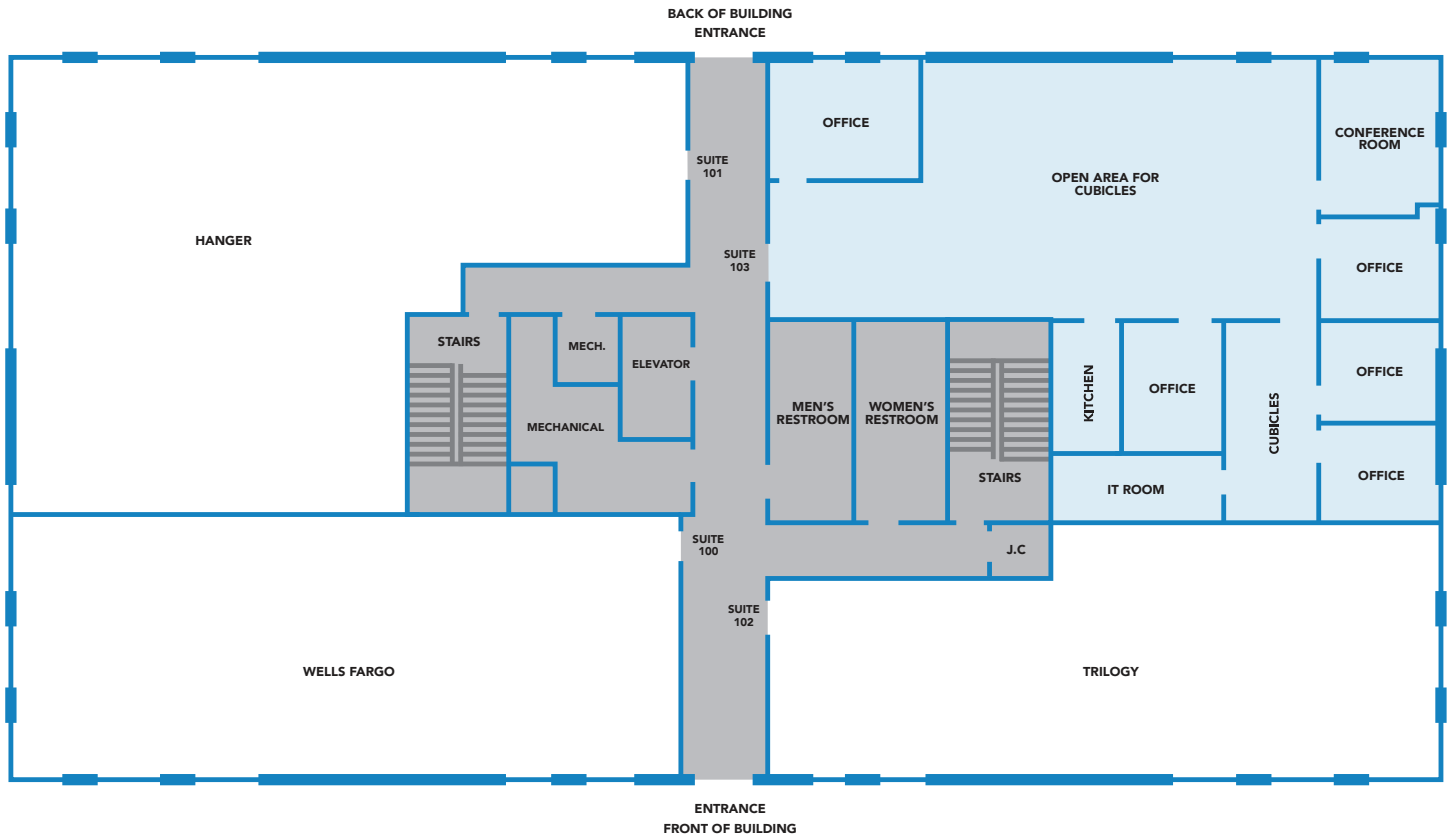 BACK OF BUILDING
ENTRANCE
OFFICE
CONFERENCE
ROOM
SUITE
101
OPEN AREA FOR
CUBICLES
HANGER
SUITE
103
OFFICE
STAIRS
MECH.
ELEVATOR
OFFICE
KITCHEN
OFFICE
CUBICLES
MEN'S
RESTROOM
WOMEN'S
RESTROOM
MECHANICAL
STAIRS
IT ROOM
OFFICE
SUITE
100
J.C
SUITE
102
WELLS FARGO
TRILOGY
ENTRANCE
FRONT OF BUILDING